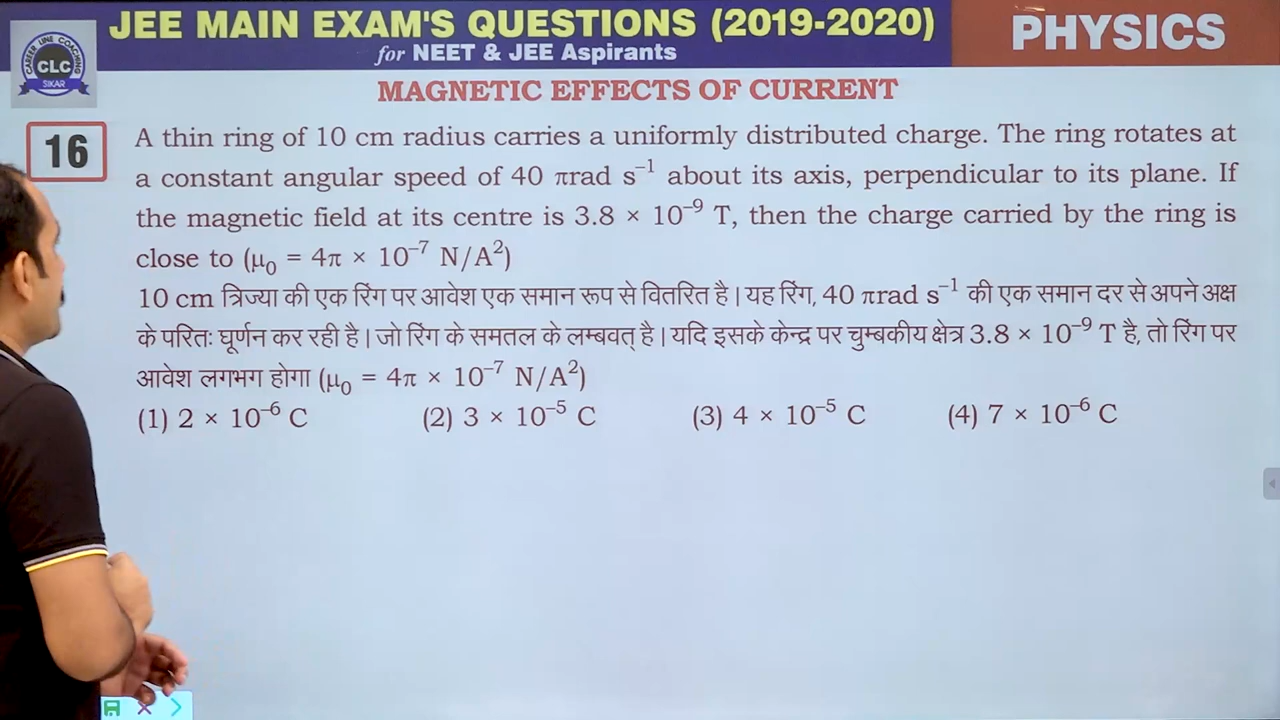 JEE MAIN EXAM'S QUESTIONS (2019-2020)
for NEET & JEE Aspirants
PHYSICS
CAREER LINE COACHING
CLC
SIKAR
MAGNETIC EFFECTS OF CURRENT
16
A thin ring of 10 cm radius carries a uniformly distributed charge. The ring rotates at
a constant angular speed of 40 πrad s⁻¹ about its axis, perpendicular to its plane. If
the magnetic field at its centre is 3.8 × 10⁻⁹ T, then the charge carried by the ring is
close to (μ₀ = 4π × 10⁻⁷ N/A²)
10 cm त्रिज्या की एक रिंग पर आवेश एक समान रूप से वितरित है। यह रिंग, 40 πrad s⁻¹ की एक समान दर से अपने अक्ष
के परितः घूर्णन कर रही है। जो रिंग के समतल के लम्बवत् है। यदि इसके केन्द्र पर चुम्बकीय क्षेत्र 3.8 × 10⁻⁹ T है, तो रिंग पर
आवेश लगभग होगा (μ₀ = 4π × 10⁻⁷ N/A²)
(1) 2 × 10⁻⁶ C (2) 3 × 10⁻⁵ C (3) 4 × 10⁻⁵ C (4) 7 × 10⁻⁶ C